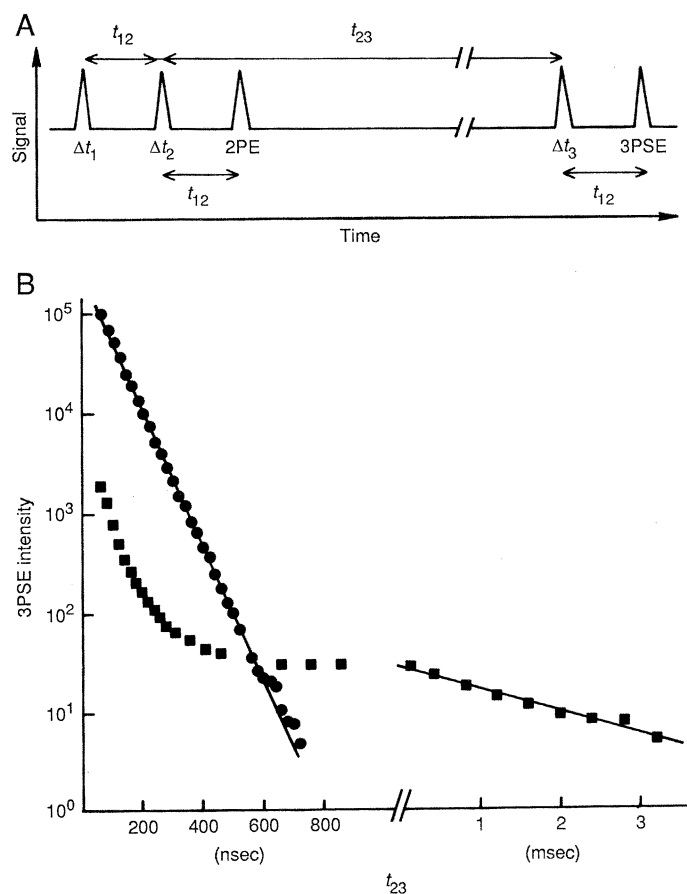 A
t12
t23
Signal
Δt1
Δt2
2PE
Δt3
3PSE
t12
t12
Time
B
3PSE intensity
10^5
10^4
10^3
10^2
10^1
10^0
200 400 600 800 1 2 3
(nsec) (msec)
t23